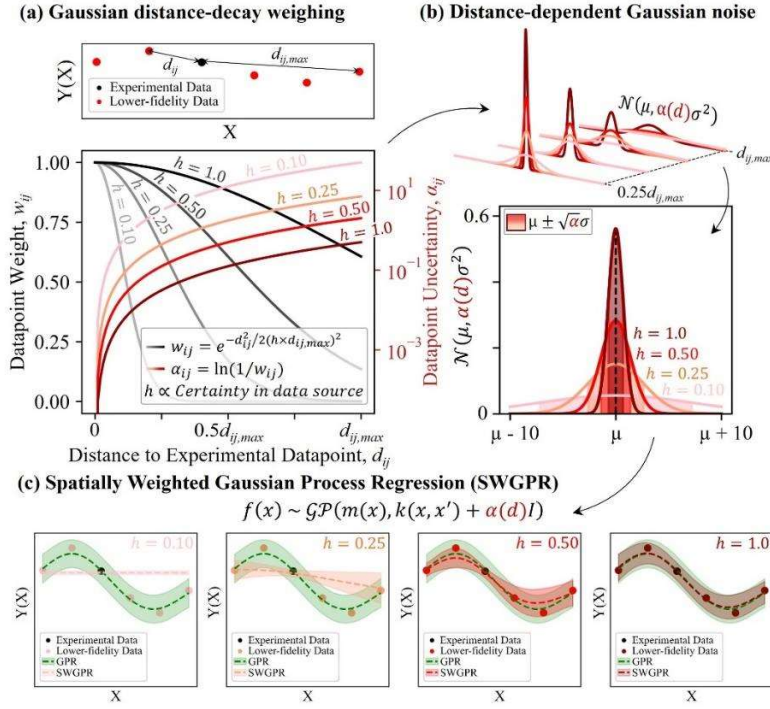 (a) Gaussian distance-decay weighing
Y(X)
d_ij
d_ij,max
Experimental Data
Lower-fidelity Data
X
Datapoint Weight, w_ij
1.00
0.75
0.50
0.25
0.00
h = 0.10
h = 1.0
h = 0.10
h = 0.25
h = 0.50
h = 0.25
h = 0.50
h = 1.0
w_ij = e^{-d_ij^2/2(h×d_ij,max)^2}
α_ij = ln(1/w_ij)
h ∝ Certainty in data source
10^1
10^-1
10^-3
Datapoint Uncertainty, α_ij
0
0.5d_ij,max
d_ij,max
Distance to Experimental Datapoint, d_ij
(b) Distance-dependent Gaussian noise
𝒩(μ, α(d)σ²)
d_ij,max
0.25d_ij,max
𝒩(μ, α(d)σ²)
0.6
0
μ ± √ασ
h = 1.0
h = 0.50
h = 0.25
h = 0.10
μ - 10
μ
μ + 10
(c) Spatially Weighted Gaussian Process Regression (SWGPR)
f(x) ~ 𝒢𝒫(m(x), k(x, x′) + α(d)I)
Y(X)
h = 0.10
Experimental Data
Lower-fidelity Data
GPR
SWGPR
X
Y(X)
h = 0.25
Experimental Data
Lower-fidelity Data
GPR
SWGPR
X
Y(X)
h = 0.50
Experimental Data
Lower-fidelity Data
GPR
SWGPR
X
Y(X)
h = 1.0
Experimental Data
Lower-fidelity Data
GPR
SWGPR
X